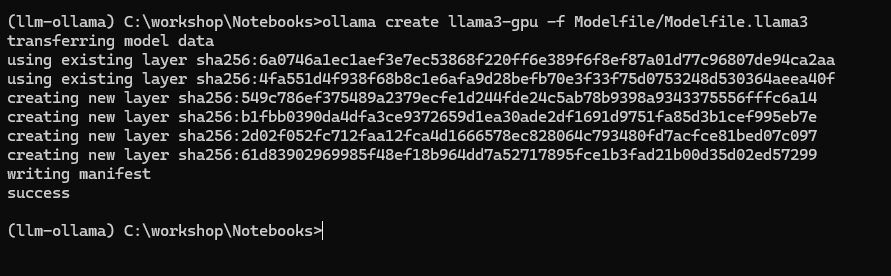 (llm-ollama) C:\workshop\Notebooks>ollama create llama3-gpu -f Modelfile/Modelfile.llama3
transferring model data
using existing layer sha256:6a0746a1ec1aef3e7ec53868f220ff6e389f6f8ef87a01d77c96807de94ca2aa
using existing layer sha256:4fa551d4f938f68b8c1e6afa9d28befb70e3f33f75d0753248d530364aeea40f
creating new layer sha256:549c786ef375489a2379ecfe1d244fde24c5ab78b9398a9343375556fffc6a14
creating new layer sha256:b1fbb0390da4dfa3ce9372659d1ea30ade2df1691d9751fa85d3b1cef995eb7e
creating new layer sha256:2d02f052fc712faa12fca4d1666578ec828064c793480fd7acfce81bed07c097
creating new layer sha256:61d83902969985f48ef18b964dd7a52717895fce1b3fad21b00d35d02ed57299
writing manifest
success
(llm-ollama) C:\workshop\Notebooks>